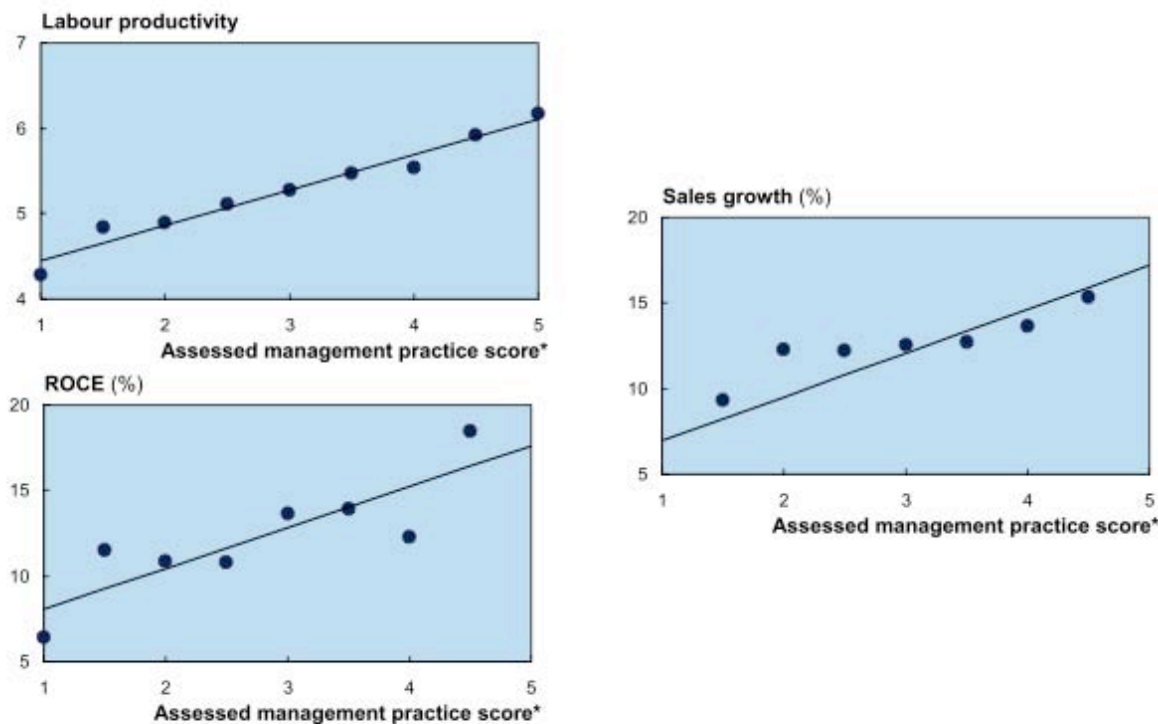 Labour productivity
7
6
5
4
1 2 3 4 5
Assessed management practice score*
ROCE (%)
20
15
10
5
1 2 3 4 5
Assessed management practice score*
Sales growth (%)
20
15
10
5
1 2 3 4 5
Assessed management practice score*